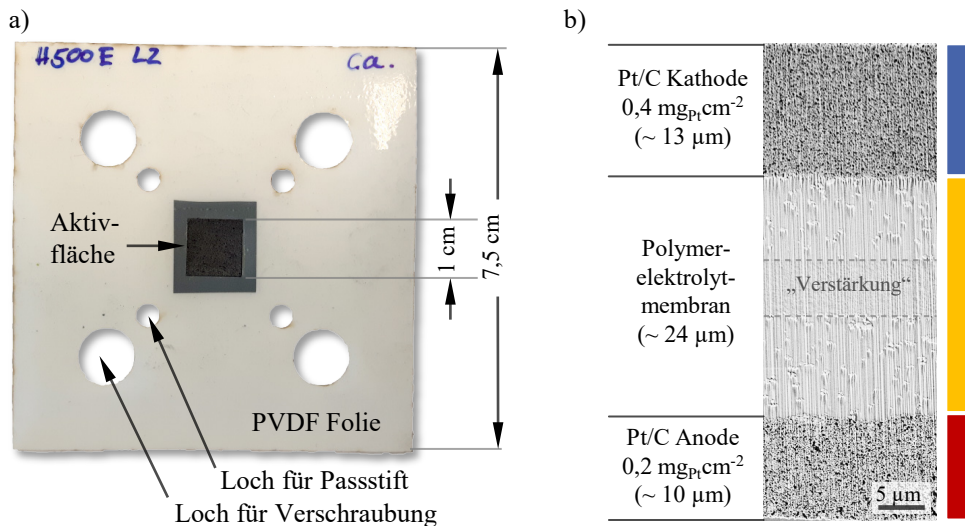 a)
H500E L2
Ca.
Aktiv-
fläche
1 cm
7,5 cm
PVDF Folie
Loch für Passstift
Loch für Verschraubung
b)
Pt/C Kathode
0,4 mgPtcm-2
(~ 13 µm)
Polymer-
elektrolyt-
membran
(~ 24 µm)
„Verstärkung“
Pt/C Anode
0,2 mgPtcm-2
(~ 10 µm)
5 µm